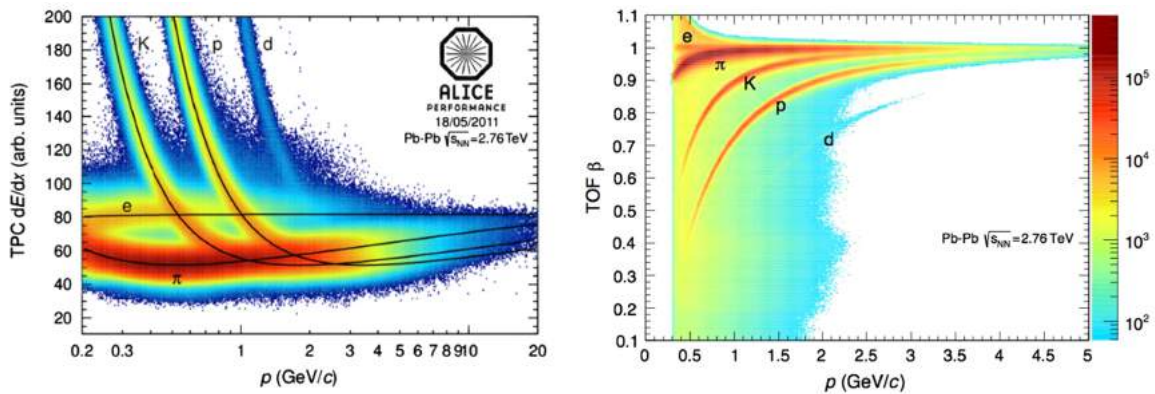 200
180
160
140
120
100
80
60
40
20
TPC dE/dx (arb. units)
K
p
d
e
π
ALICE
PERFORMANCE
18/05/2011
Pb-Pb √sNN=2.76TeV
0.2 0.3 1 2 3 4 5 6 7 8 9 10 20
p (GeV/c)
1.1
1
0.9
0.8
0.7
0.6
0.5
0.4
0.3
0.2
0.1
TOF β
e
π
K
p
d
Pb-Pb √sNN=2.76TeV
0 0.5 1 1.5 2 2.5 3 3.5 4 4.5 5
p (GeV/c)
10⁵
10⁴
10³
10²